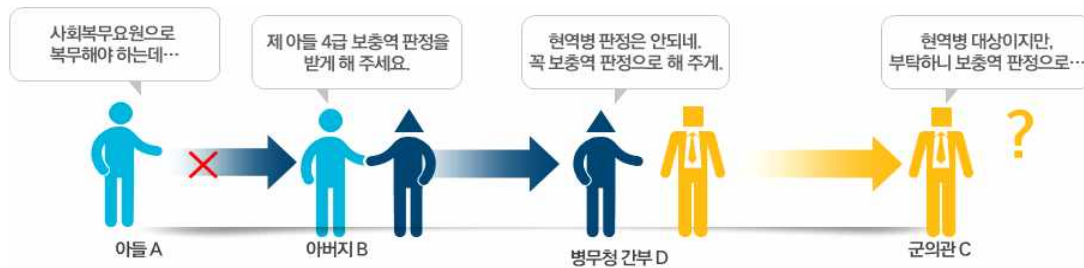 사회복무요원으로
복무해야 하는데…
제 아들 4급 보충역 판정을
받게 해 주세요.
현역병 판정은 안되네.
꼭 보충역 판정으로 해 주게.
현역병 대상이지만,
부탁하니 보충역 판정으로…
?
아들 A
아버지 B
병무청 간부 D
군의관 C